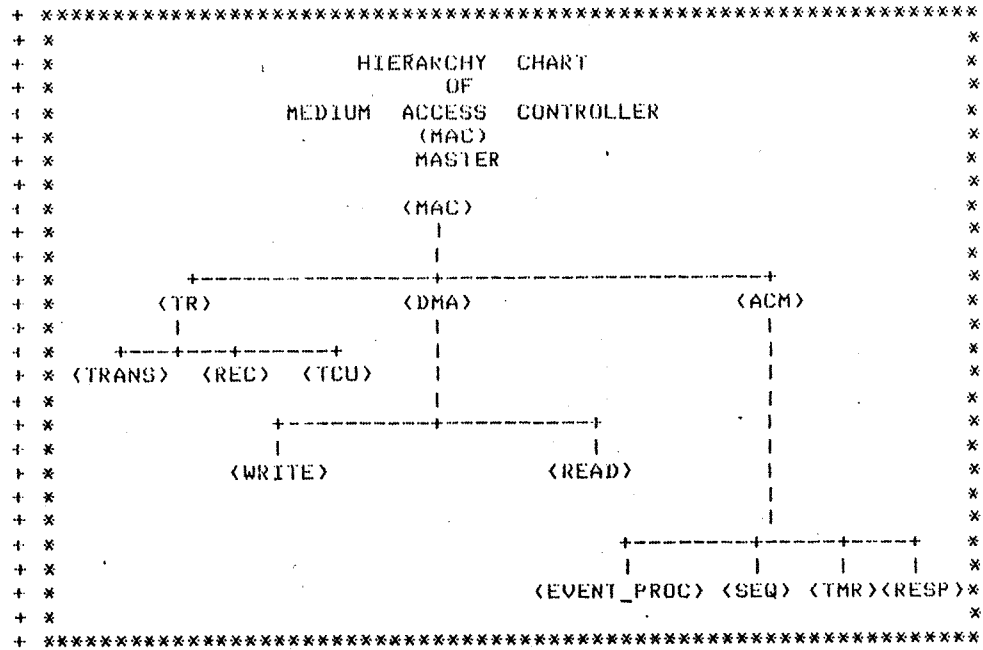 HIERARCHY CHART
OF
MEDIUM ACCESS CONTROLLER
(MAC)
MASTER
(MAC)
(TR) (DMA) (ACM)
(TRANS) (REC) (TCU)
(WRITE) (READ)
(EVENT_PROC) (SEQ) (TMR)(RESP)